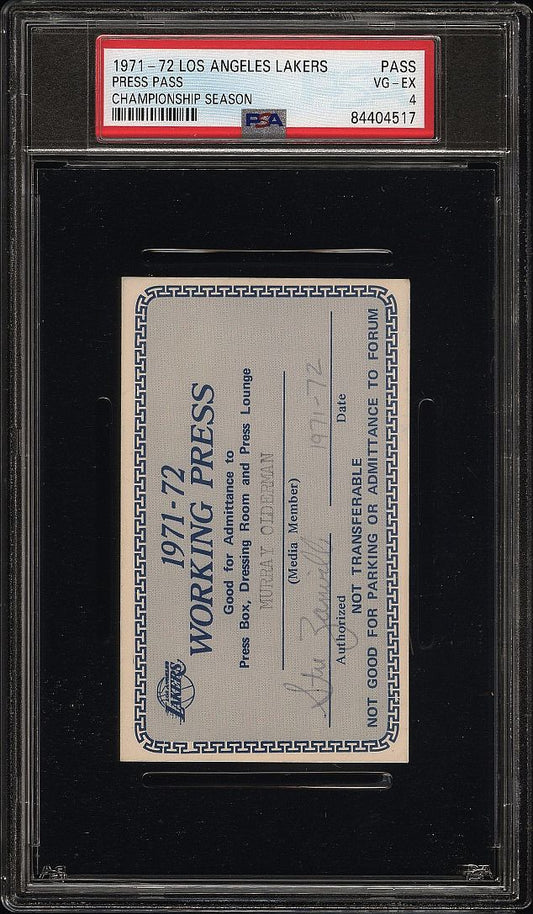 1971-72 LOS ANGELES LAKERS PASS
PRESS PASS VG-EX
CHAMPIONSHIP SEASON 4
PSA 84404517
LAKERS
1971-72
WORKING PRESS
Good for Admittance to
Press Box, Dressing Room and Press Lounge
MURRAY OLDERMAN
(Media Member)
Stu 1971-72
Authorized Date
NOT TRANSFERABLE
NOT GOOD FOR PARKING OR ADMITTANCE TO FORUM